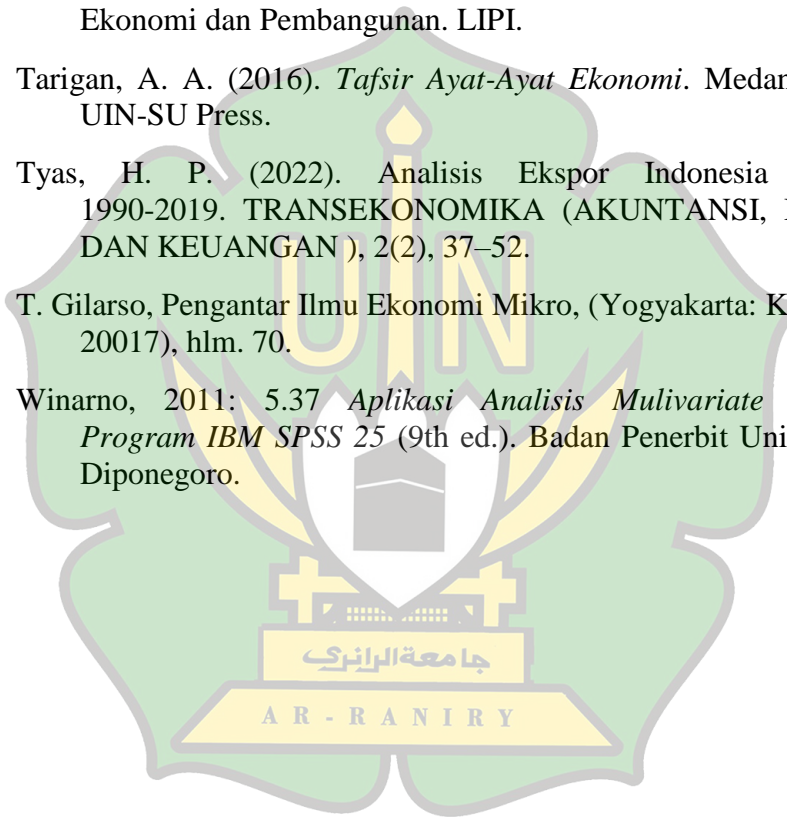 Ekonomi dan Pembangunan. LIPI.
Tarigan, A. A. (2016). Tafsir Ayat-Ayat Ekonomi. Medan
UIN-SU Press.
Tyas, H. P. (2022). Analisis Ekspor Indonesia
1990-2019. TRANSEKONOMIKA (AKUNTANSI,
DAN KEUANGAN ), 2(2), 37–52.
T. Gilarso, Pengantar Ilmu Ekonomi Mikro, (Yogyakarta: K
20017), hlm. 70.
Winarno, 2011: 5.37 Aplikasi Analisis Mulivariate
Program IBM SPSS 25 (9th ed.). Badan Penerbit Uni
Diponegoro.
UIN
جامعةالرانري
AR-RANIRY